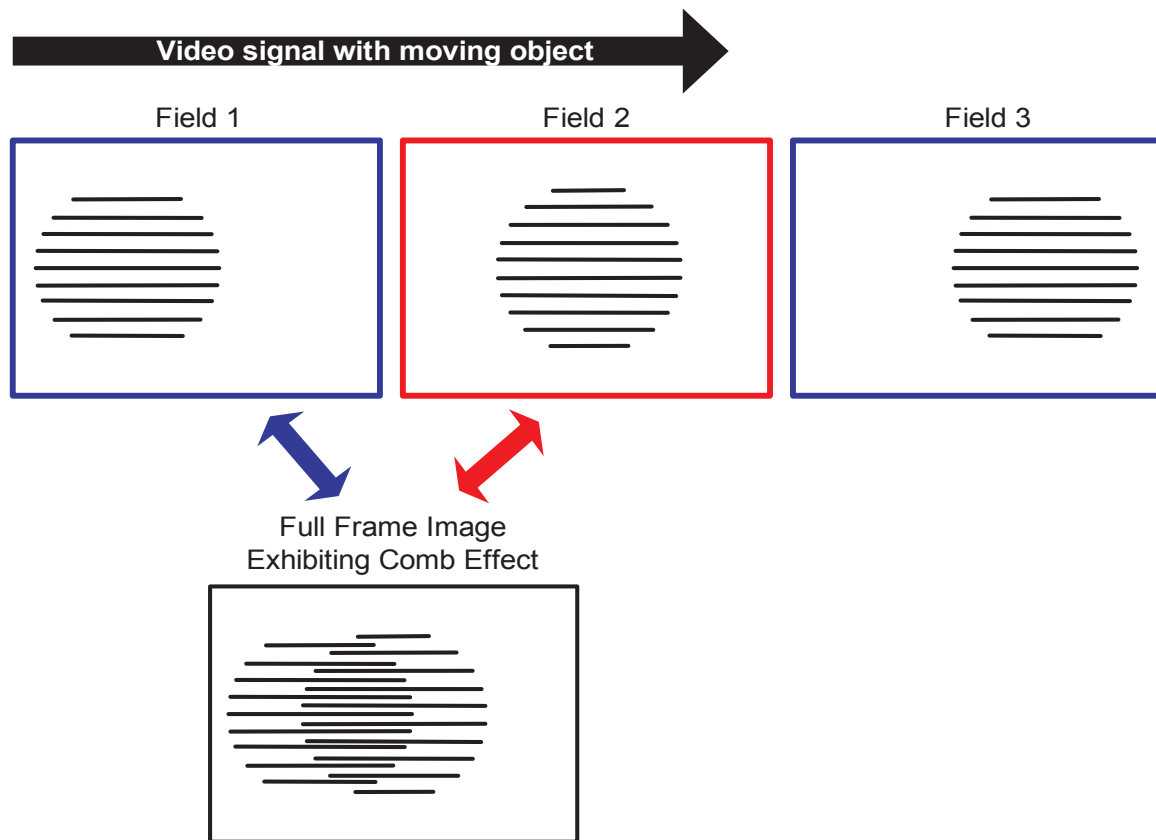 Video signal with moving object
Field 1
Field 2
Field 3
Full Frame Image
Exhibiting Comb Effect